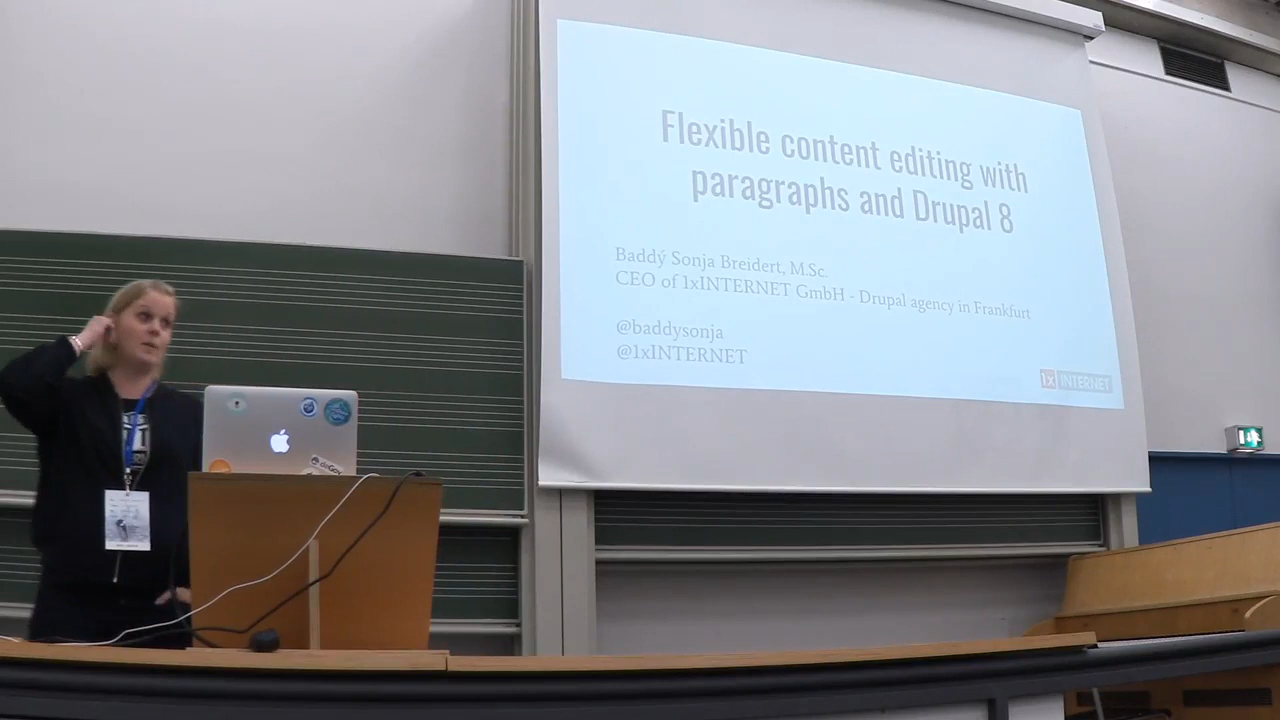 Flexible content editing with
paragraphs and Drupal 8
Baddý Sonja Breidert, M.Sc.
CEO of 1xINTERNET GmbH - Drupal agency in Frankfurt
@baddysonja
@1xINTERNET
1x INTERNET